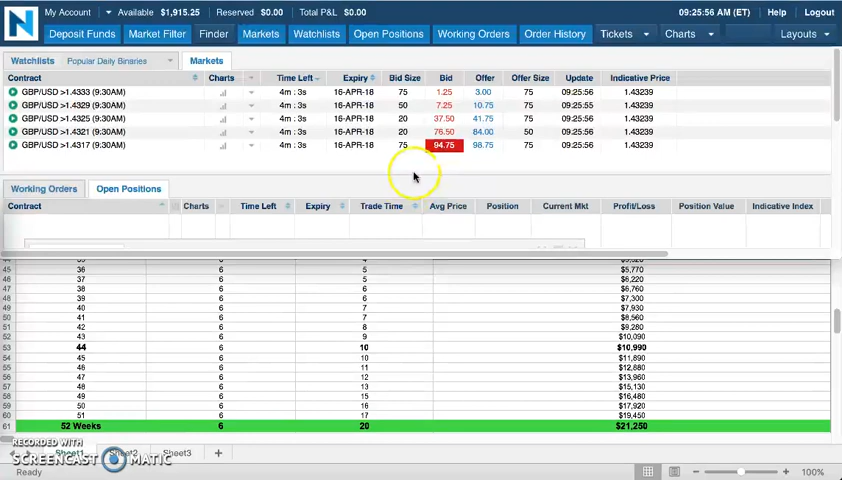 My Account Available $1,915.25 Reserved $0.00 Total P&L $0.00 09:25:56 AM (ET) Help Logout
N Deposit Funds Market Filter Finder Markets Watchlists Open Positions Working Orders Order History Tickets Charts Layouts
Watchlists Popular Daily Binaries Markets
Contract Charts Time Left Expiry Bid Size Bid Offer Offer Size Update Indicative Price
GBP/USD >1.4333 (9:30AM) 4m : 3s 16-APR-18 75 1.25 3.00 75 09:25:56 1.43239
GBP/USD >1.4329 (9:30AM) 4m : 3s 16-APR-18 50 7.25 10.75 75 09:25:56 1.43239
GBP/USD >1.4325 (9:30AM) 4m : 3s 16-APR-18 20 37.50 41.75 75 09:25:55 1.43239
GBP/USD >1.4321 (9:30AM) 4m : 3s 16-APR-18 20 76.50 84.00 50 09:25:56 1.43239
GBP/USD >1.4317 (9:30AM) 4m : 3s 16-APR-18 75 94.75 98.75 75 09:25:56 1.43239
Working Orders Open Positions
Contract Charts Time Left Expiry Trade Time Avg Price Position Current Mkt Profit/Loss Position Value Indicative Index
45 36 6 5 $5,770
46 37 6 5 $6,220
47 38 6 6 $6,760
48 39 6 6 $7,300
49 40 6 7 $7,930
50 41 6 7 $8,560
51 42 6 8 $9,280
52 43 6 9 $10,090
53 44 6 10 $10,990
54 45 6 10 $11,890
55 46 6 11 $12,880
56 47 6 12 $13,960
57 48 6 13 $15,130
58 49 6 15 $16,480
59 50 6 16 $17,920
60 51 6 17 $19,450
61 52 Weeks 6 20 $21,250
RECORDED WITH
SCREENCAST MATIC
Sheet1 Sheet2 Sheet3 +
Ready 100%